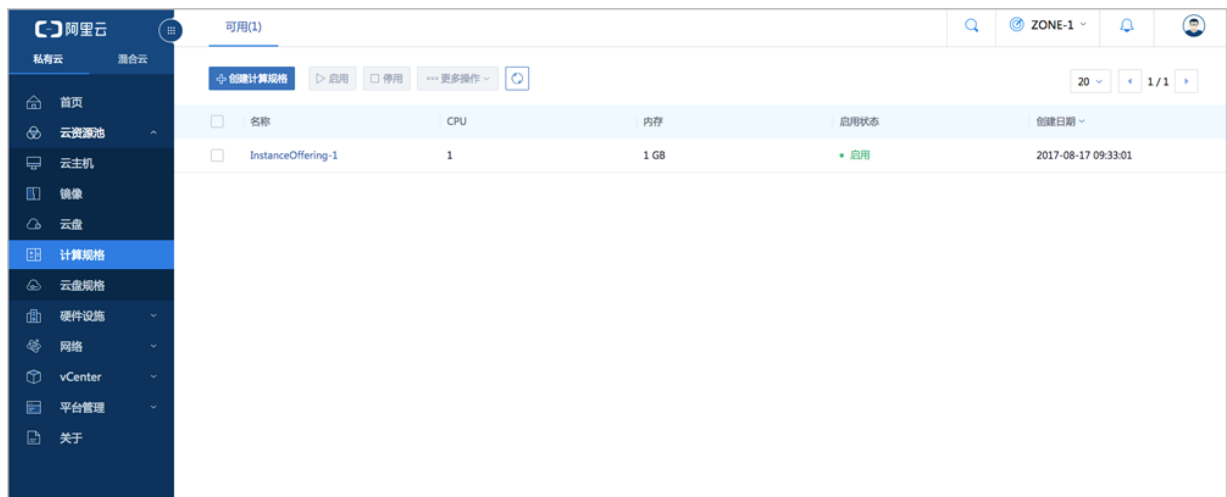 阿里云
可用(1)
ZONE-1
私有云 混合云
创建计算规格 启用 停用 更多操作
20 1 / 1
首页
云资源池
云主机
镜像
云盘
计算规格
云盘规格
硬件设施
网络
vCenter
平台管理
关于
名称 CPU 内存 启用状态 创建日期
InstanceOffering-1 1 1 GB 启用 2017-08-17 09:33:01